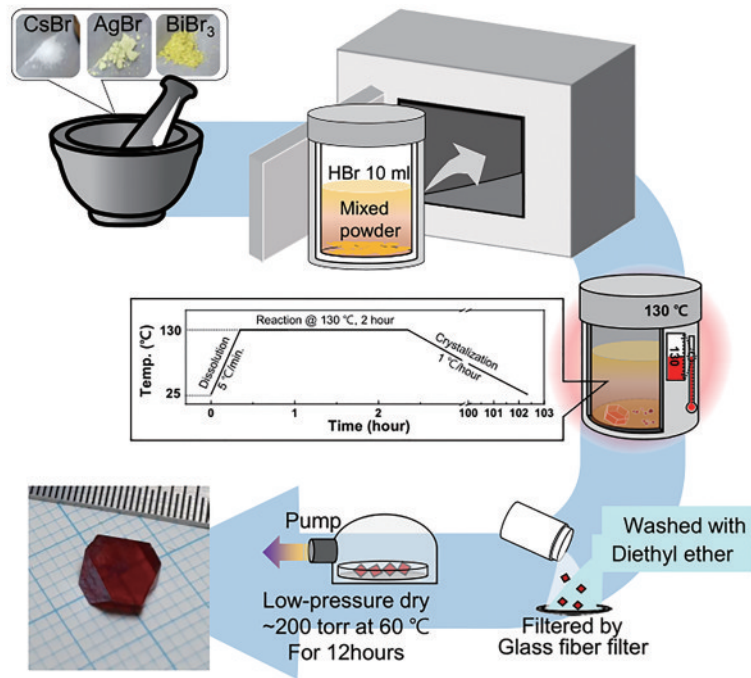 CsBr AgBr BiBr₃
HBr 10 ml
Mixed
powder
130 ℃
130
Reaction @ 130 ℃, 2 hour
Dissolution
5 ℃/min.
Crystalization
1 ℃/hour
Temp. (℃)
130
25
0 1 2 100 101 102 103
Time (hour)
Washed with
Diethyl ether
Filtered by
Glass fiber filter
Pump
Low-pressure dry
~200 torr at 60 ℃
For 12hours